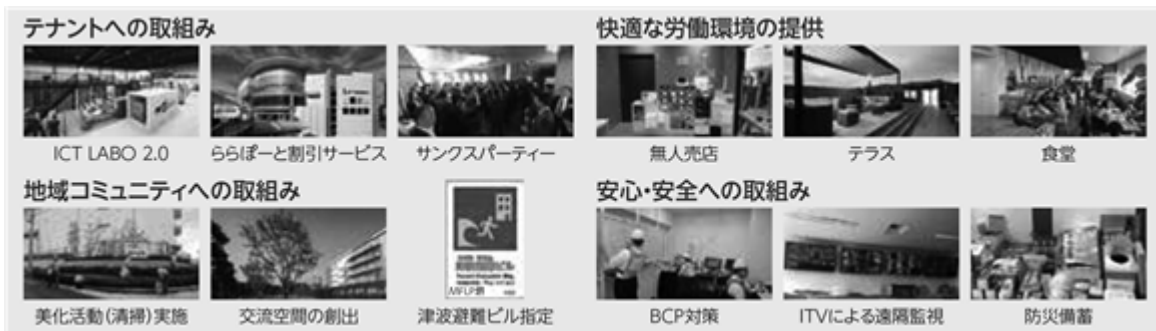 テナントへの取組み
ICT LABO 2.0
ららぽーと割引サービス
サンクスパーティー
快適な労働環境の提供
無人売店
テラス
食堂
地域コミュニティへの取組み
美化活動(清掃)実施
交流空間の創出
津波避難ビル指定
安心・安全への取組み
BCP対策
ITVによる遠隔監視
防災備蓄